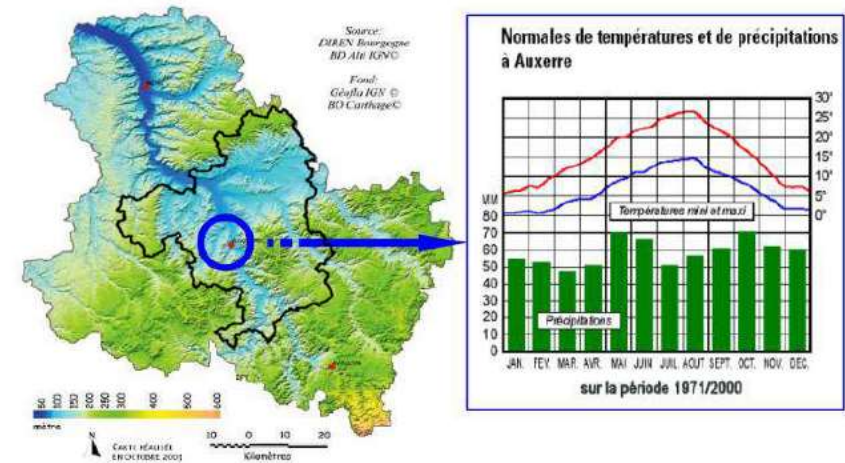 Source:
DIREN Bourgogne
BD Alti IGN©
Fond:
Géofla IGN ©
BD Carthage©
50 100 150 200 250 300 400 500 600
mètre
N
CARTE RÉALISÉE
EN OCTOBRE 2003
10 0 10 20
Kilomètres
Normales de températures et de précipitations
à Auxerre
30°
25°
20°
15°
10°
5°
0°
Températures mini et maxi
MM
80
70
60
50
40
30
20
10
0
Précipitations
JAN. FEV. MAR. AVR. MAI JUIN JUIL. AOUT SEPT. OCT. NOV. DEC.
sur la période 1971/2000